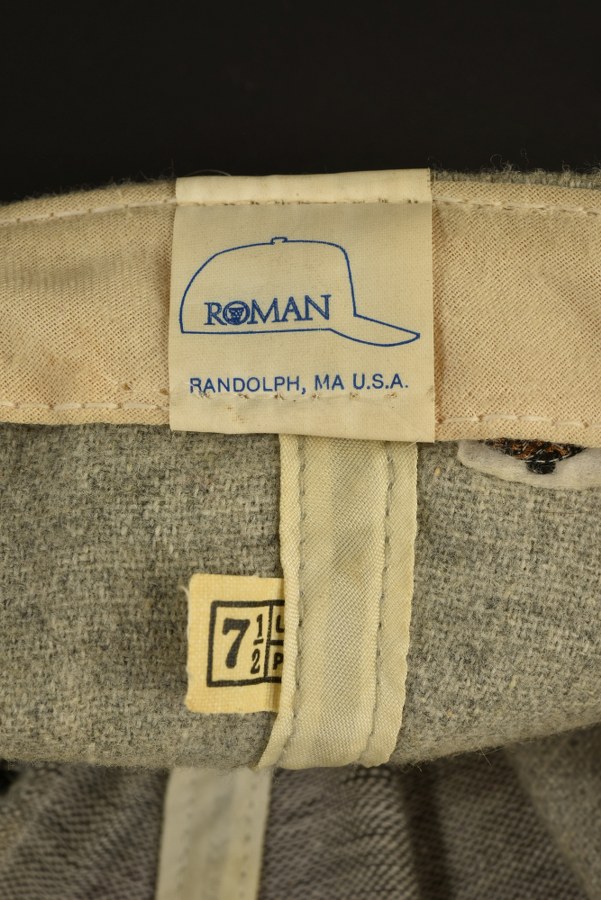 ROMAN
RANDOLPH, MA U.S.A.
7 1/2